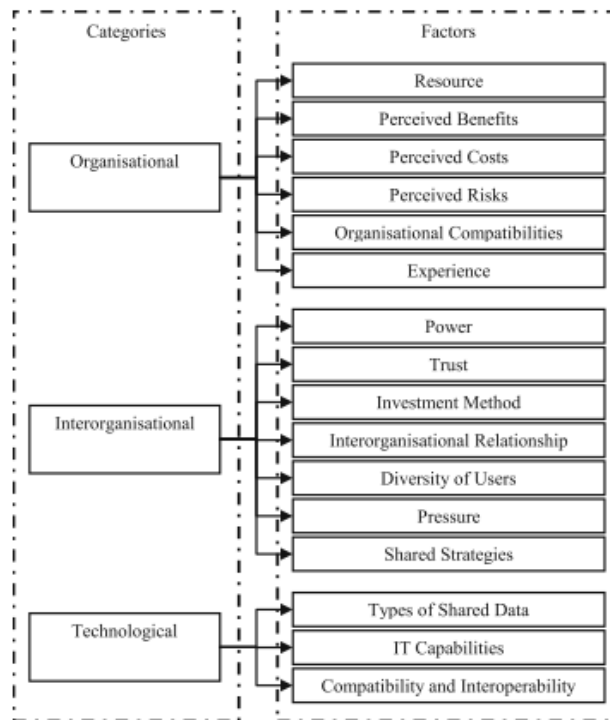 Categories
Factors
Organisational
Resource
Perceived Benefits
Perceived Costs
Perceived Risks
Organisational Compatibilities
Experience
Interorganisational
Power
Trust
Investment Method
Interorganisational Relationship
Diversity of Users
Pressure
Shared Strategies
Technological
Types of Shared Data
IT Capabilities
Compatibility and Interoperability